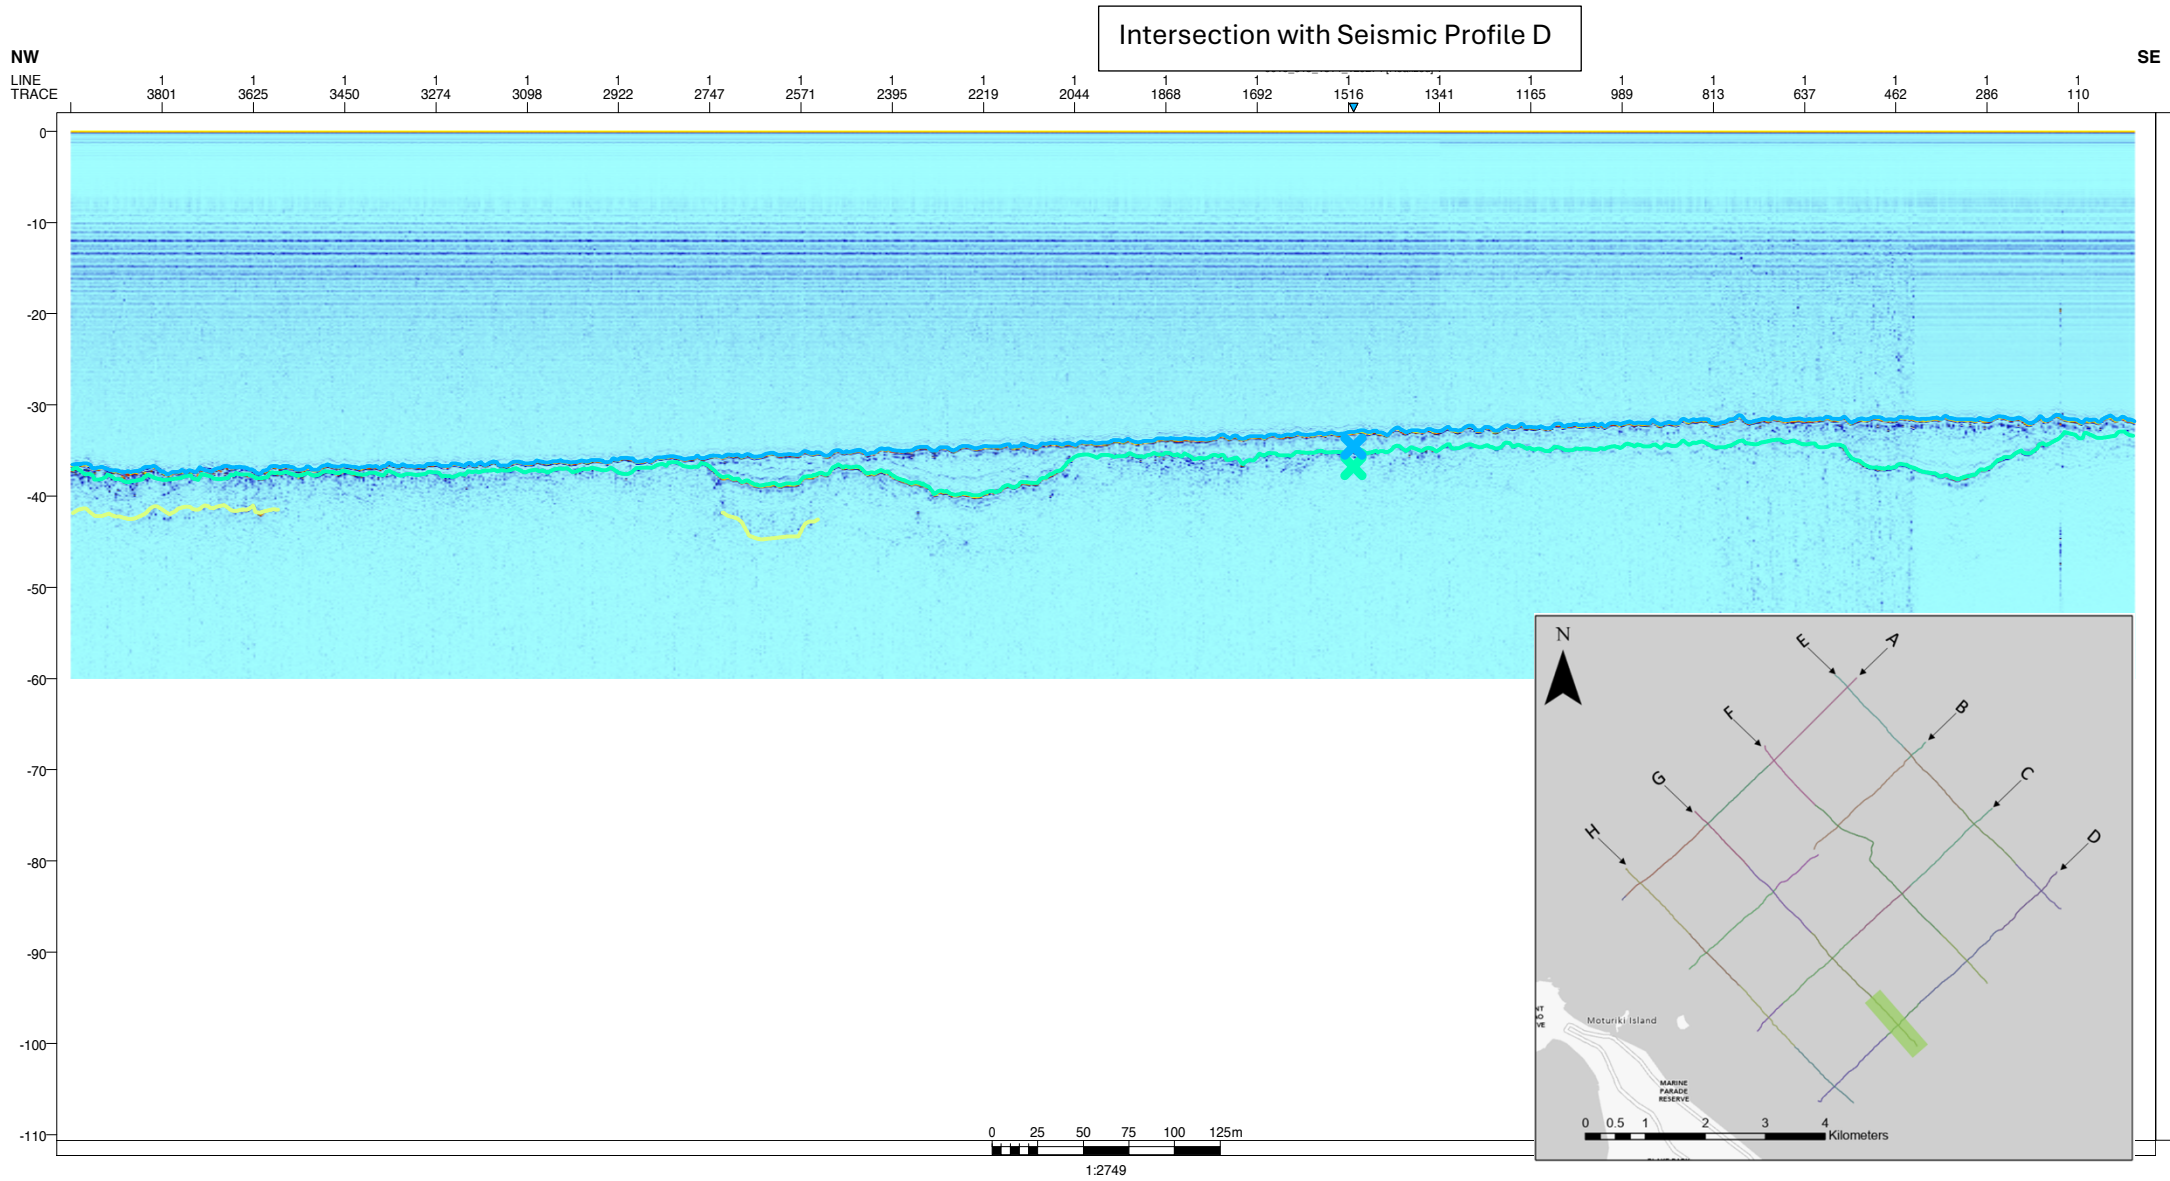 Intersection with Seismic Profile D
NW
SE
LINE 1 1 1 1 1 1 1 1 1 1 1 1 1 1 1 1 1 1 1 1 1 1
TRACE 3801 3625 3450 3274 3098 2922 2747 2571 2395 2219 2044 1868 1692 1516 1341 1165 989 813 637 462 286 110
0
-10
-20
-30
-40
-50
-60
-70
-80
-90
-100
-110
0 25 50 75 100 125m
1:2749
N
E
A
F
B
G
C
H
D
Moturiki Island
MARINE
PARADE
RESERVE
0 0.5 1 2 3 4
Kilometers